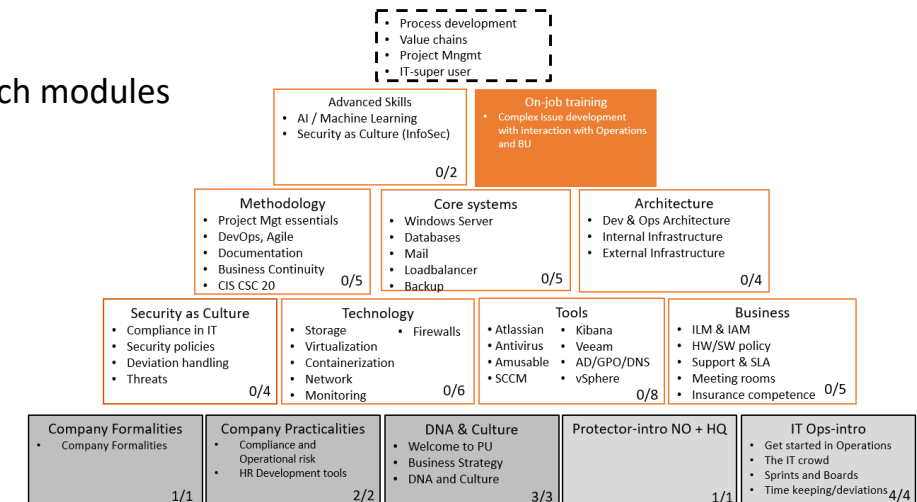 • Process development
• Value chains
• Project Mngmt
• IT-super user
ch modules
Advanced Skills
• AI / Machine Learning
• Security as Culture (InfoSec)
0/2
On-job training
• Complex issue development
with interaction with Operations
and BU
Methodology
• Project Mgt essentials
• DevOps, Agile
• Documentation
• Business Continuity
• CIS CSC 20
0/5
Core systems
• Windows Server
• Databases
• Mail
• Loadbalancer
• Backup
0/5
Architecture
• Dev & Ops Architecture
• Internal Infrastructure
• External Infrastructure
0/4
Security as Culture
• Compliance in IT
• Security policies
• Deviation handling
• Threats
0/4
Technology
• Storage
• Virtualization
• Containerization
• Network
• Monitoring
• Firewalls
0/6
Tools
• Atlassian
• Antivirus
• Amusable
• SCCM
• Kibana
• Veeam
• AD/GPO/DNS
• vSphere
0/8
Business
• ILM & IAM
• HW/SW policy
• Support & SLA
• Meeting rooms
• Insurance competence
0/5
Company Formalities
• Company Formalities
1/1
Company Practicalities
• Compliance and
Operational risk
• HR Development tools
2/2
DNA & Culture
• Welcome to PU
• Business Strategy
• DNA and Culture
3/3
Protector-intro NO + HQ
1/1
IT Ops-intro
• Get started in Operations
• The IT crowd
• Sprints and Boards
• Time keeping/deviations
4/4